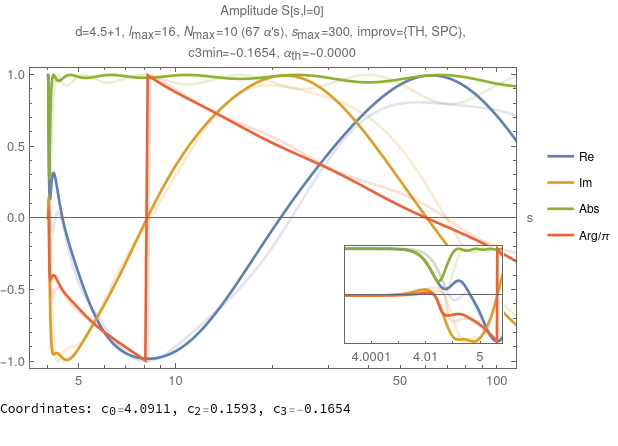 Amplitude S[s,l=0]
d=4.5+1, lmax=16, Nmax=10 (67 α's), smax=300, improv={TH, SPC},
c3min=-0.1654, αth=-0.0000
1.0
0.5
0.0
-0.5
-1.0
s
Re
Im
Abs
Arg/π
4.0001 4.01 5
5 10 50 100
Coordinates: c0=4.0911, c2=0.1593, c3=-0.1654